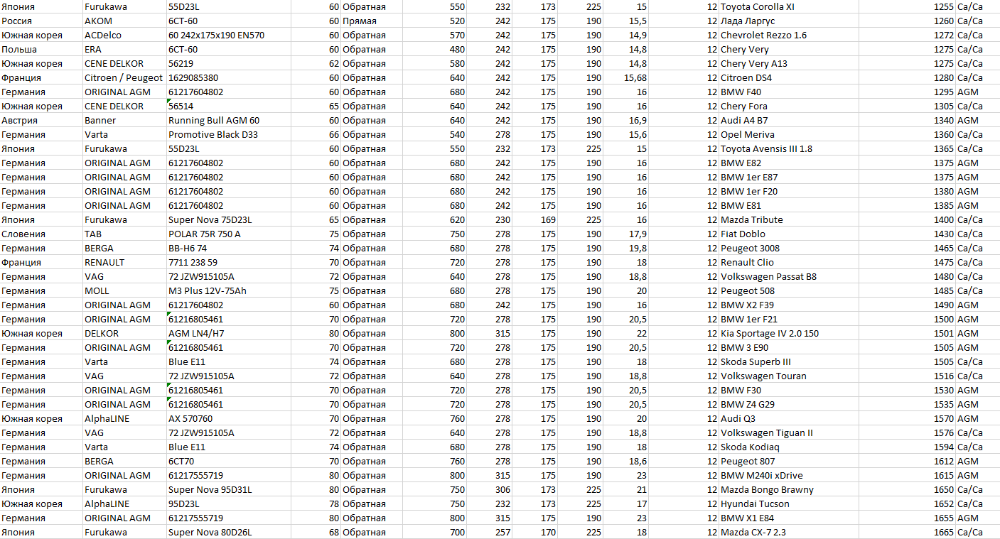 Япония Furukawa 55D23L 60 Обратная 550 232 173 225 15 12 Toyota Corolla XI 1255 Ca/Ca
Россия AKOM 6CT-60 60 Прямая 520 242 175 190 15,5 12 Лада Ларгус 1260 Ca/Ca
Южная корея ACDelco 60 242x175x190 EN570 60 Обратная 570 242 175 190 14,9 12 Chevrolet Rezzo 1.6 1272 Ca/Ca
Польша ERA 6CT-60 60 Обратная 480 242 175 190 14,8 12 Chery Very 1275 Ca/Ca
Южная корея CENE DELKOR 56219 62 Обратная 580 242 175 190 14,8 12 Chery Very A13 1275 Ca/Ca
Франция Citroen / Peugeot 1629085380 60 Обратная 640 242 175 190 15,68 12 Citroen DS4 1280 Ca/Ca
Германия ORIGINAL AGM 61217604802 60 Обратная 680 242 175 190 16 12 BMW F40 1295 AGM
Южная корея CENE DELKOR 56514 65 Обратная 640 242 175 190 16 12 Chery Fora 1305 Ca/Ca
Австрия Banner Running Bull AGM 60 60 Обратная 640 242 175 190 16,9 12 Audi A4 B7 1340 AGM
Германия Varta Promotive Black D33 66 Обратная 540 278 175 190 15,6 12 Opel Meriva 1360 Ca/Ca
Япония Furukawa 55D23L 60 Обратная 550 232 173 225 15 12 Toyota Avensis III 1.8 1365 Ca/Ca
Германия ORIGINAL AGM 61217604802 60 Обратная 680 242 175 190 16 12 BMW E82 1375 AGM
Германия ORIGINAL AGM 61217604802 60 Обратная 680 242 175 190 16 12 BMW 1er E87 1375 AGM
Германия ORIGINAL AGM 61217604802 60 Обратная 680 242 175 190 16 12 BMW 1er F20 1380 AGM
Германия ORIGINAL AGM 61217604802 60 Обратная 680 242 175 190 16 12 BMW E81 1385 AGM
Япония Furukawa Super Nova 75D23L 65 Обратная 620 230 169 225 16 12 Mazda Tribute 1400 Ca/Ca
Словения TAB POLAR 75R 750 A 75 Обратная 750 278 175 190 17,9 12 Fiat Doblo 1430 Ca/Ca
Германия BERGA BB-H6 74 74 Обратная 680 278 175 190 19,8 12 Peugeot 3008 1465 Ca/Ca
Франция RENAULT 7711 238 59 70 Обратная 720 278 175 190 18 12 Renault Clio 1475 Ca/Ca
Германия VAG 72 JZW915105A 72 Обратная 640 278 175 190 18,8 12 Volkswagen Passat B8 1480 Ca/Ca
Германия MOLL M3 Plus 12V-75Ah 75 Обратная 680 278 175 190 20 12 Peugeot 508 1485 Ca/Ca
Германия ORIGINAL AGM 61217604802 60 Обратная 680 242 175 190 16 12 BMW X2 F39 1490 AGM
Германия ORIGINAL AGM 61216805461 70 Обратная 720 278 175 190 20,5 12 BMW 1er F21 1500 AGM
Южная корея DELKOR AGM LN4/H7 80 Обратная 800 315 175 190 22 12 Kia Sportage IV 2.0 150 1501 AGM
Германия ORIGINAL AGM 61216805461 70 Обратная 720 278 175 190 20,5 12 BMW 3 E90 1505 AGM
Германия Varta Blue E11 74 Обратная 680 278 175 190 18 12 Skoda Superb III 1505 Ca/Ca
Германия VAG 72 JZW915105A 72 Обратная 640 278 175 190 18,8 12 Volkswagen Touran 1516 Ca/Ca
Германия ORIGINAL AGM 61216805461 70 Обратная 720 278 175 190 20,5 12 BMW F30 1530 AGM
Германия ORIGINAL AGM 61216805461 70 Обратная 720 278 175 190 20,5 12 BMW Z4 G29 1535 AGM
Южная корея AlphaLINE AX 570760 70 Обратная 760 278 175 190 20 12 Audi Q3 1570 AGM
Германия VAG 72 JZW915105A 72 Обратная 640 278 175 190 18,8 12 Volkswagen Tiguan II 1576 Ca/Ca
Германия Varta Blue E11 74 Обратная 680 278 175 190 18 12 Skoda Kodiaq 1594 Ca/Ca
Германия BERGA 6CT70 70 Обратная 760 278 175 190 18,6 12 Peugeot 807 1612 AGM
Германия ORIGINAL AGM 61217555719 80 Обратная 800 315 175 190 23 12 BMW M240i xDrive 1615 AGM
Япония Furukawa Super Nova 95D31L 80 Обратная 750 306 173 225 21 12 Mazda Bongo Brawny 1650 Ca/Ca
Южная корея AlphaLINE 95D23L 78 Обратная 750 232 173 225 17 12 Hyundai Tucson 1652 Ca/Ca
Германия ORIGINAL AGM 61217555719 80 Обратная 800 315 175 190 23 12 BMW X1 E84 1655 AGM
Япония Furukawa Super Nova 80D26L 68 Обратная 700 257 170 225 18 12 Mazda CX-7 2.3 1665 Ca/Ca